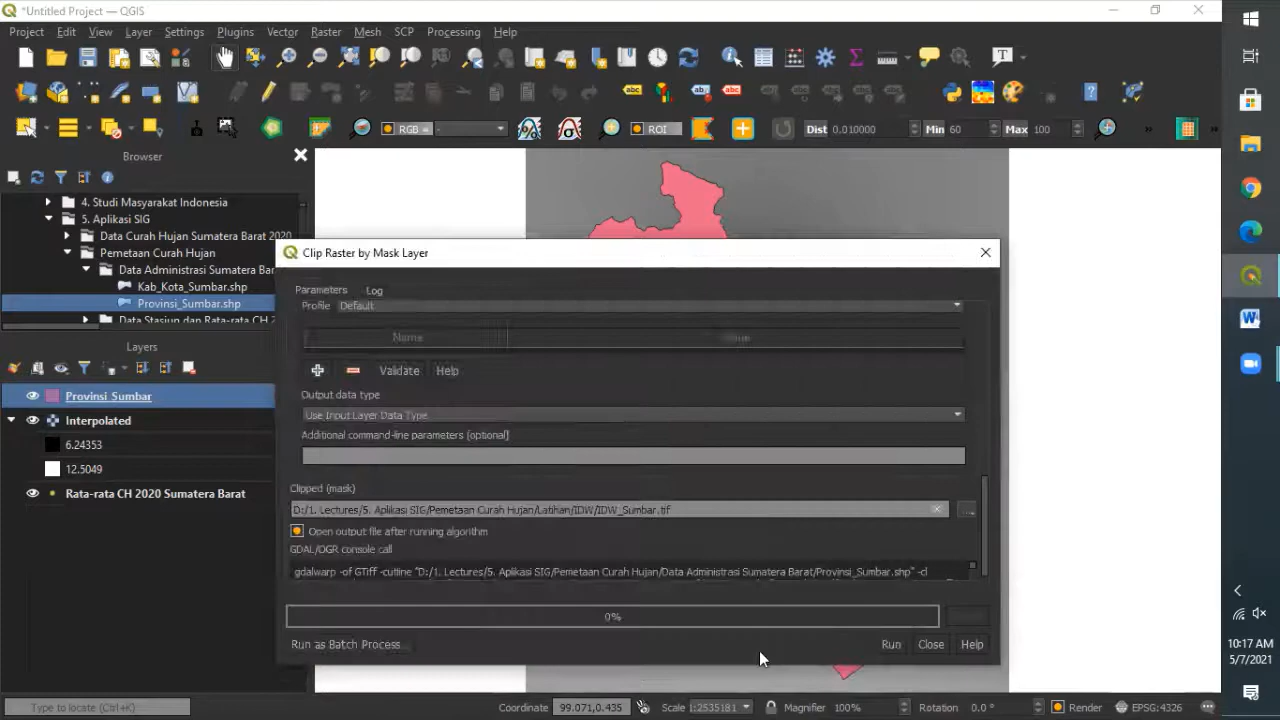 *Untitled Project — QGIS
Project Edit View Layer Settings Plugins Vector Raster Mesh SCP Processing Help
abc abc abc
RGB = - ROI Dist 0.010000 Min 60 Max 100
Browser
4. Studi Masyarakat Indonesia
5. Aplikasi SIG
Data Curah Hujan Sumatera Barat 2020
Pemetaan Curah Hujan
Data Administrasi Sumatera Bar
Kab_Kota_Sumbar.shp
Provinsi_Sumbar.shp
Data Stasiun dan Rata-rata CH 2
Layers
Provinsi Sumbar
Interpolated
6.24353
12.5049
Rata-rata CH 2020 Sumatera Barat
Clip Raster by Mask Layer
Parameters Log
Profile Default
Name Value
Validate Help
Output data type
Use Input Layer Data Type
Additional command-line parameters [optional]
Clipped (mask)
D:/1. Lectures/5. Aplikasi SIG/Pemetaan Curah Hujan/Latihan/IDW/IDW_Sumbar.tif
Open output file after running algorithm
GDAL/OGR console call
gdalwarp -of GTiff -cutline "D:/1. Lectures/5. Aplikasi SIG/Pemetaan Curah Hujan/Data Administrasi Sumatera Barat/Provinsi_Sumbar.shp" -cl
0%
Run as Batch Process... Run Close Help
10:17 AM
5/7/2021
Type to locate (Ctrl+K) Coordinate 99.071,0.435 Scale 1:2535181 Magnifier 100% Rotation 0.0 ° Render EPSG:4326